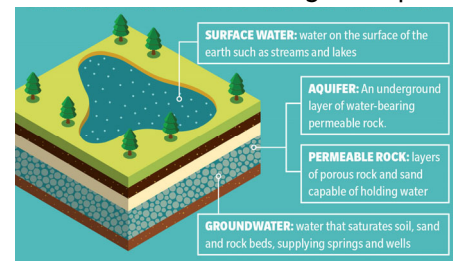 SURFACE WATER: water on the surface of the
earth such as streams and lakes
AQUIFER: An underground
layer of water-bearing
permeable rock.
PERMEABLE ROCK: layers
of porous rock and sand
capable of holding water
GROUNDWATER: water that saturates soil, sand
and rock beds, supplying springs and wells